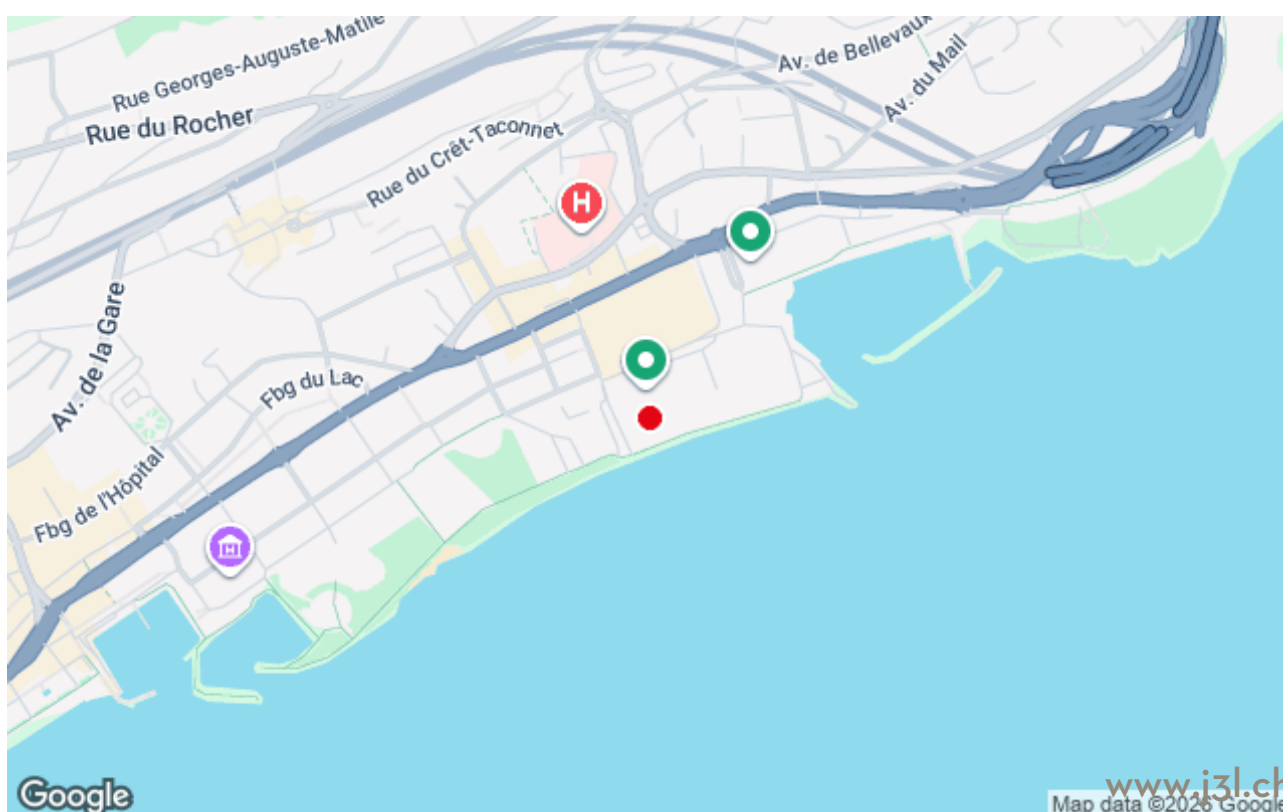 Rue Georges-Auguste-Matile
Av. de Bellevaux
Av. du Mail
Rue du Rocher
Rue du Crêt-Taconnet
H
Av. de la Gare
Fbg du Lac
Fbg de l'Hôpital
Google
www.j3l.ch
Map data ©2026 Google